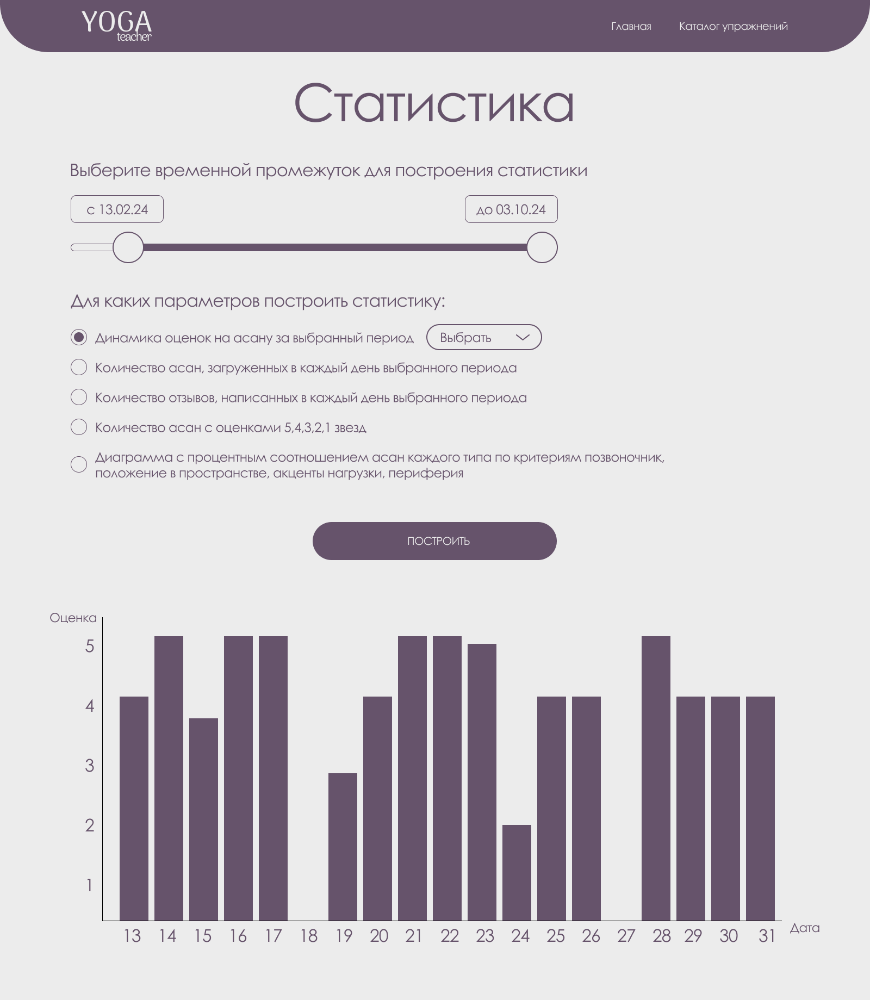 YOGA
teacher
Главная
Каталог упражнений
Статистика
Выберите временной промежуток для построения статистики
с 13.02.24
до 03.10.24
Для каких параметров построить статистику:
Динамика оценок на асану за выбранный период
Выбрать
Количество асан, загруженных в каждый день выбранного периода
Количество отзывов, написанных в каждый день выбранного периода
Количество асан с оценками 5,4,3,2,1 звезд
Диаграмма с процентным соотношением асан каждого типа по критериям позвоночник,
положение в пространстве, акценты нагрузки, периферия
ПОСТРОИТЬ
Оценка
5
4
3
2
1
13 14 15 16 17 18 19 20 21 22 23 24 25 26 27 28 29 30 31
Дата